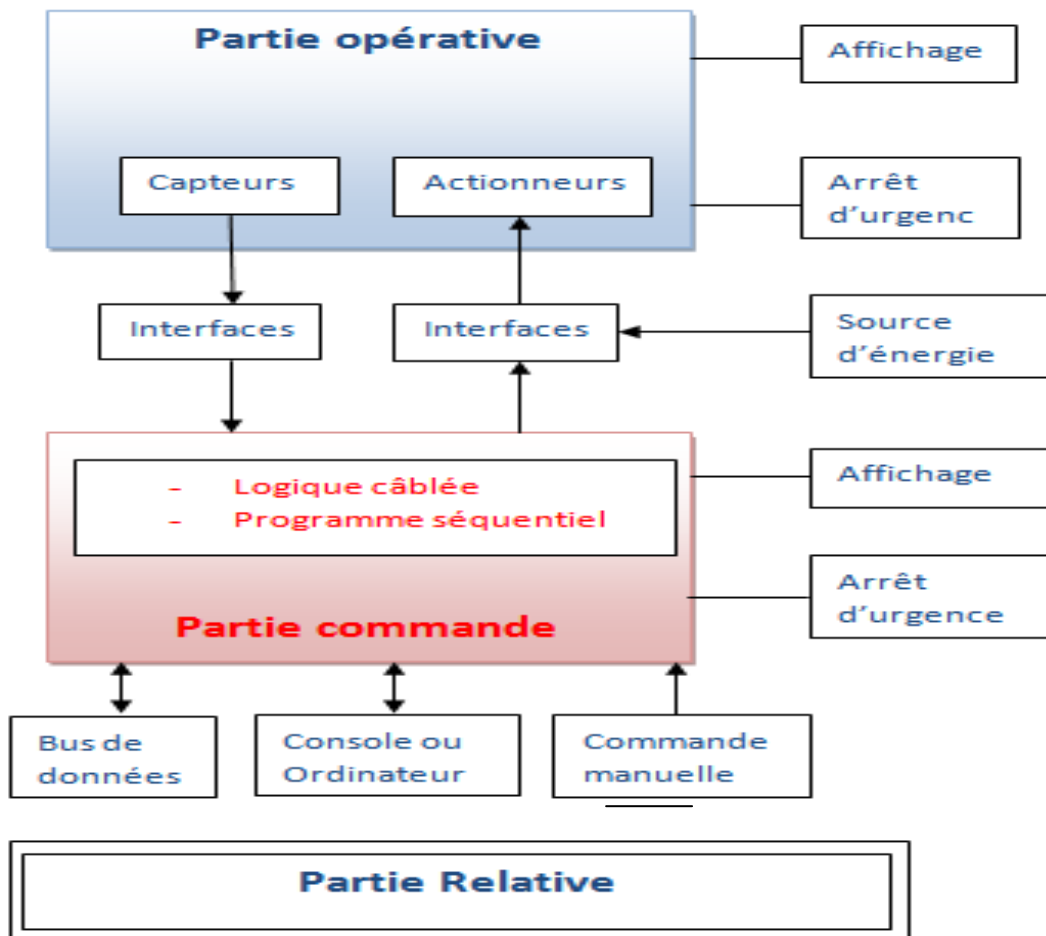 Partie opérative
Affichage
Capteurs
Actionneurs
Arrêt
d'urgenc
Interfaces
Interfaces
Source
d'énergie
- Logique câblée
- Programme séquentiel
Affichage
Partie commande
Arrêt
d'urgence
Bus de
données
Console ou
Ordinateur
Commande
manuelle
Partie Relative